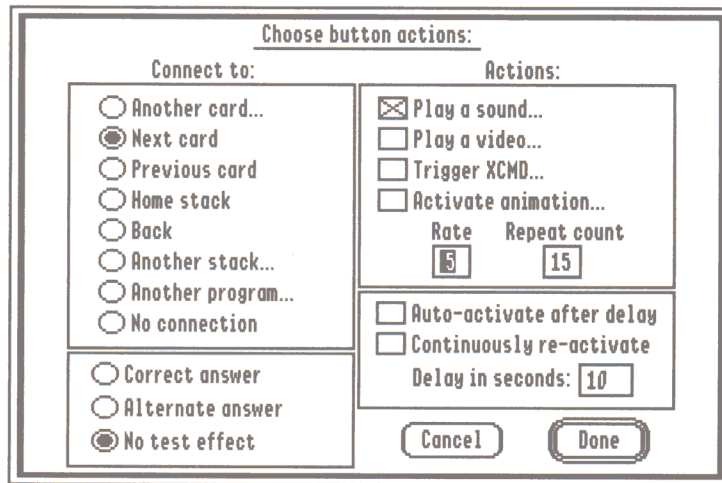 Choose button actions:
Connect to:
Another card...
Next card
Previous card
Home stack
Back
Another stack...
Another program...
No connection
Correct answer
Alternate answer
No test effect
Actions:
Play a sound...
Play a video...
Trigger XCMD...
Activate animation...
Rate Repeat count
5 15
Auto-activate after delay
Continuously re-activate
Delay in seconds: 10
Cancel Done